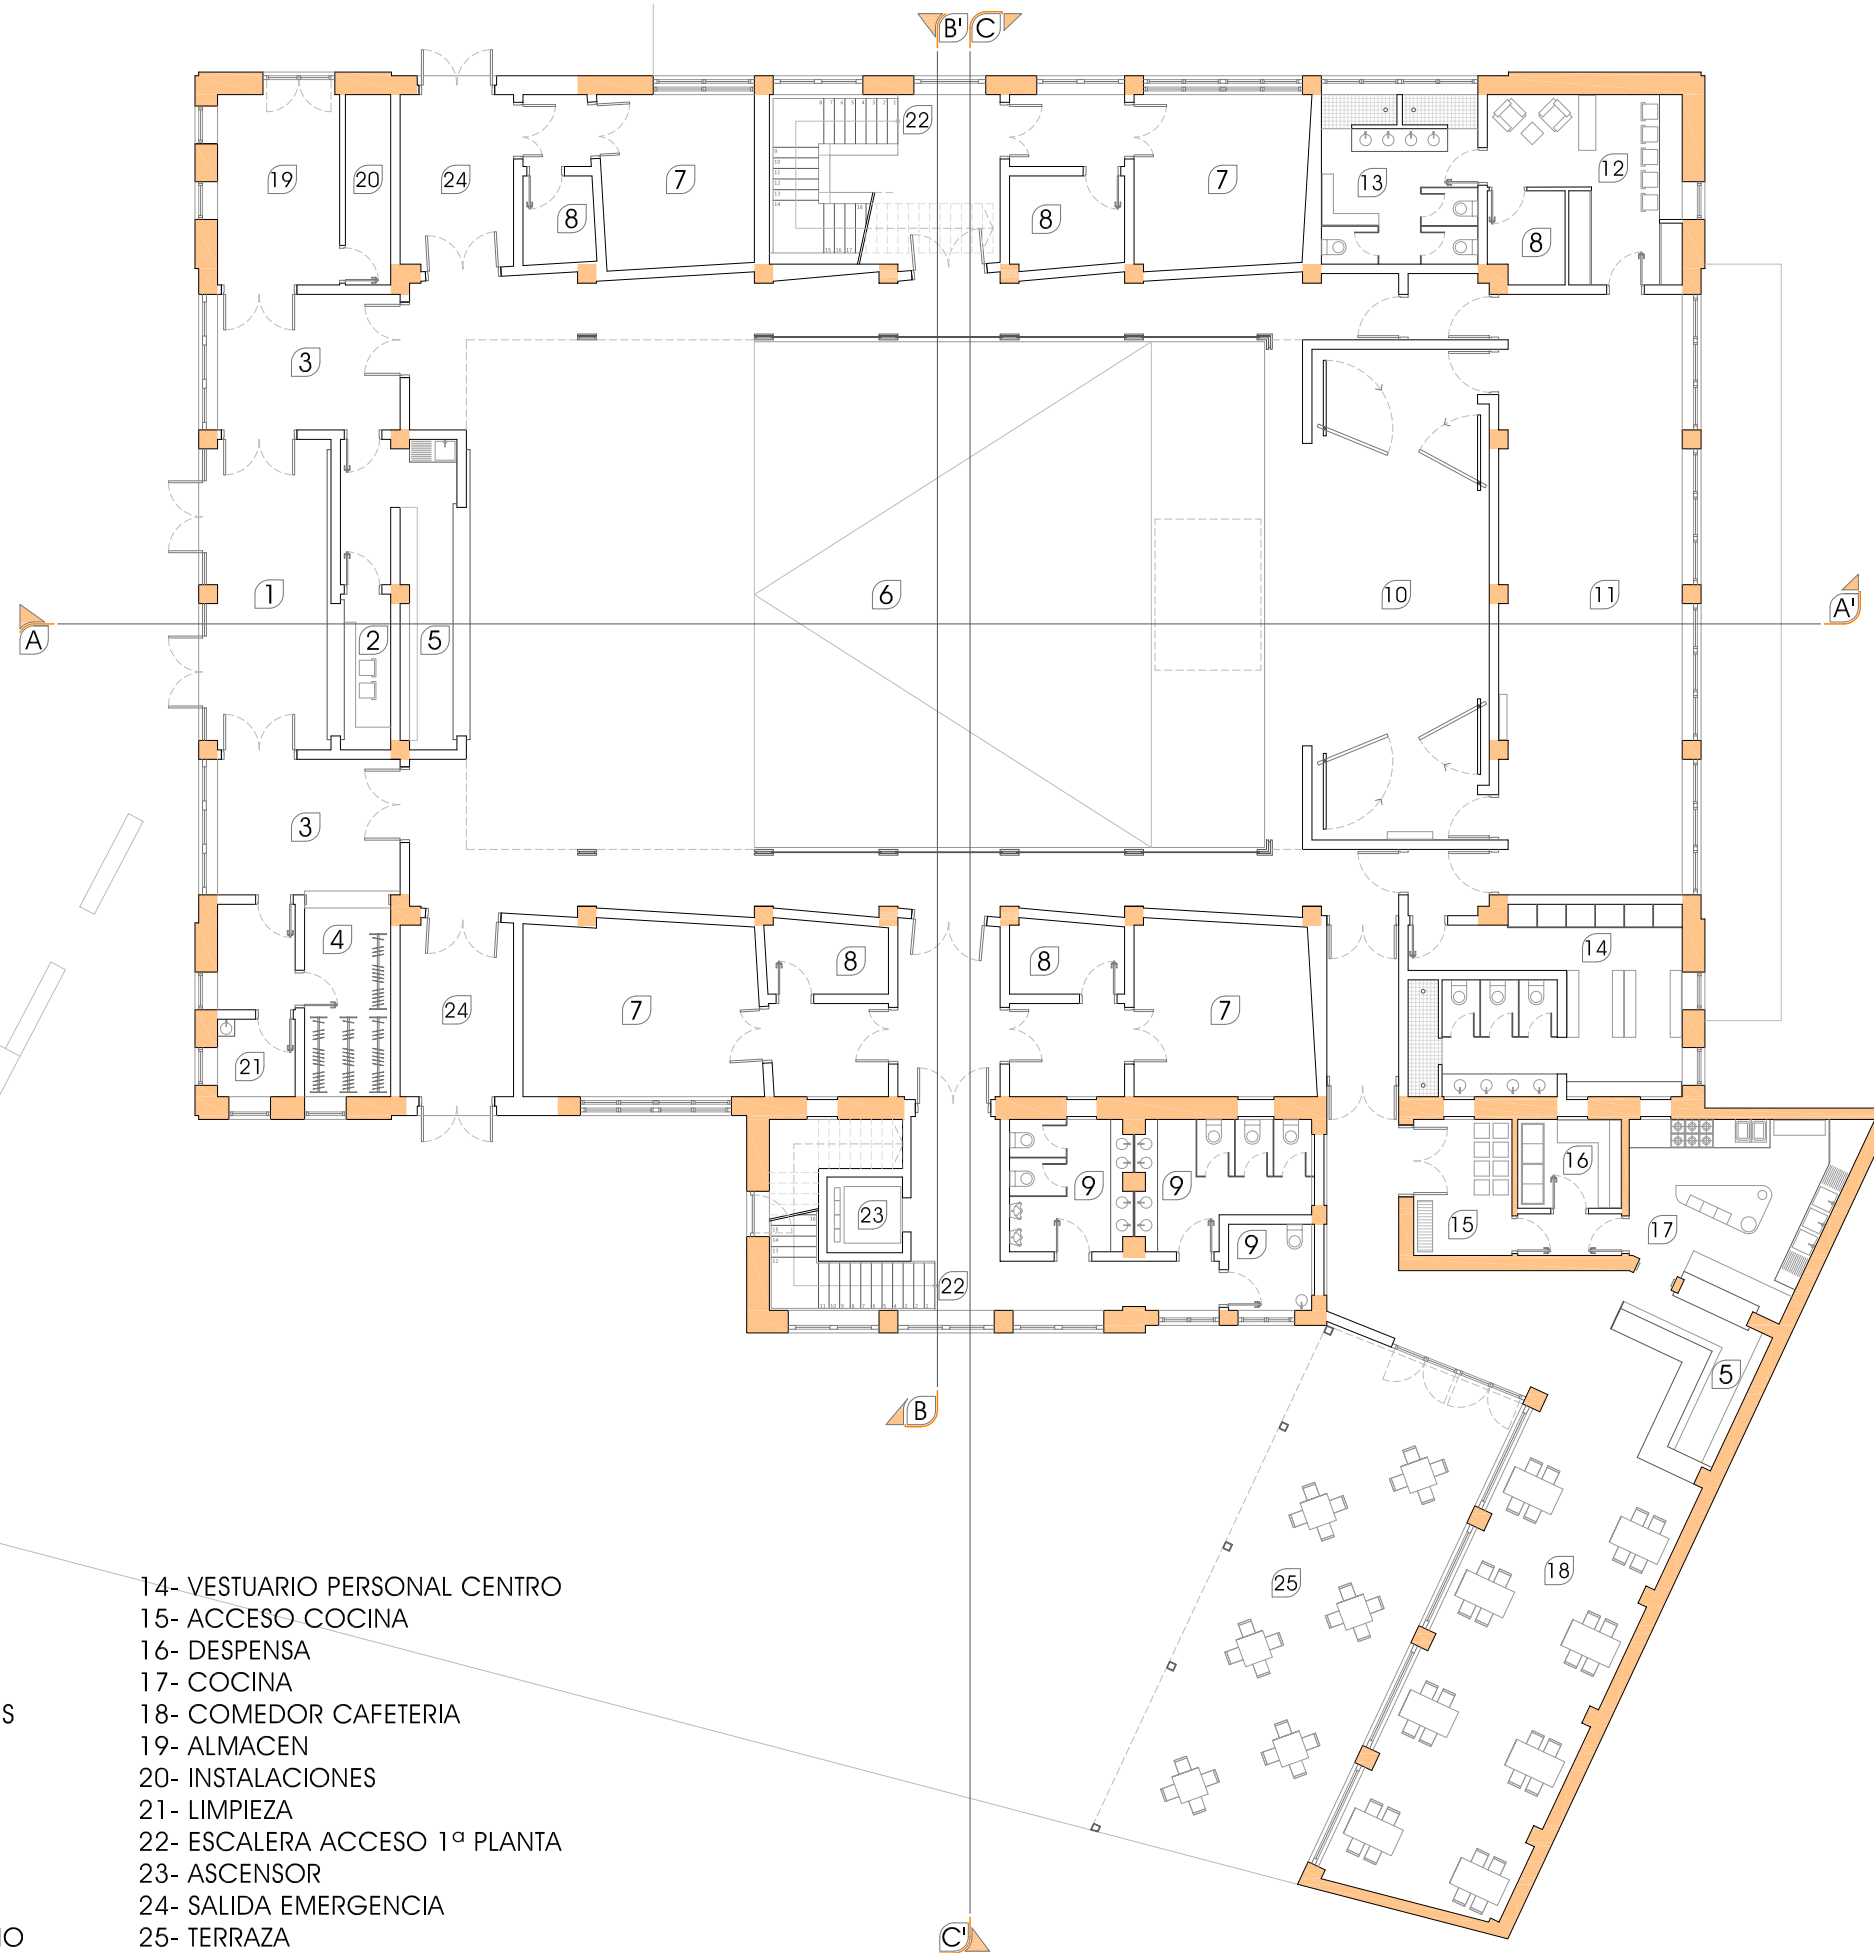 B' C
22
19
20
24
7
8
7
8
13
12
8
3
1
2
5
6
10
11
A
A'
3
4
21
24
7
8
8
7
14
9
9
9
23
22
15
16
17
5
B
25
18
C'
14- VESTUARIO PERSONAL CENTRO
15- ACCESO COCINA
16- DESPENSA
17- COCINA
S
18- COMEDOR CAFETERIA
19- ALMACEN
20- INSTALACIONES
21- LIMPIEZA
22- ESCALERA ACCESO 1ª PLANTA
23- ASCENSOR
24- SALIDA EMERGENCIA
IO
25- TERRAZA